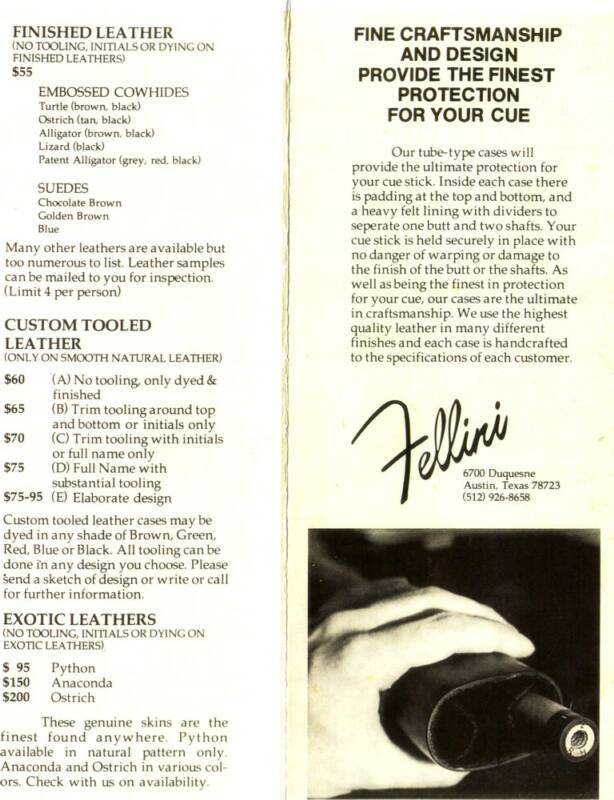 FINISHED LEATHER
(NO TOOLING, INITIALS OR DYING ON
FINISHED LEATHERS)
$55
EMBOSSED COWHIDES
Turtle (brown, black)
Ostrich (tan, black)
Alligator (brown, black)
Lizard (black)
Patent Alligator (grey, red, black)
SUEDES
Chocolate Brown
Golden Brown
Blue
Many other leathers are available but
too numerous to list. Leather samples
can be mailed to you for inspection.
(Limit 4 per person)
CUSTOM TOOLED
LEATHER
(ONLY ON SMOOTH NATURAL LEATHER)
$60 (A) No tooling, only dyed &
finished
$65 (B) Trim tooling around top
and bottom or initials only
$70 (C) Trim tooling with initials
or full name only
$75 (D) Full Name with
substantial tooling
$75-95 (E) Elaborate design
Custom tooled leather cases may be
dyed in any shade of Brown, Green,
Red, Blue or Black. All tooling can be
done in any design you choose. Please
send a sketch of design or write or call
for further information.
EXOTIC LEATHERS
(NO TOOLING, INITIALS OR DYING ON
EXOTIC LEATHERS)
$ 95 Python
$150 Anaconda
$200 Ostrich
These genuine skins are the
finest found anywhere. Python
available in natural pattern only.
Anaconda and Ostrich in various col-
ors. Check with us on availability.
FINE CRAFTSMANSHIP
AND DESIGN
PROVIDE THE FINEST
PROTECTION
FOR YOUR CUE
Our tube-type cases will
provide the ultimate protection for
your cue stick. Inside each case there
is padding at the top and bottom, and
a heavy felt lining with dividers to
seperate one butt and two shafts. Your
cue stick is held securely in place with
no danger of warping or damage to
the finish of the butt or the shafts. As
well as being the finest in protection
for your cue, our cases are the ultimate
in craftsmanship. We use the highest
quality leather in many different
finishes and each case is handcrafted
to the specifications of each customer.
Fellini
6700 Duquesne
Austin, Texas 78723
(512) 926-8658